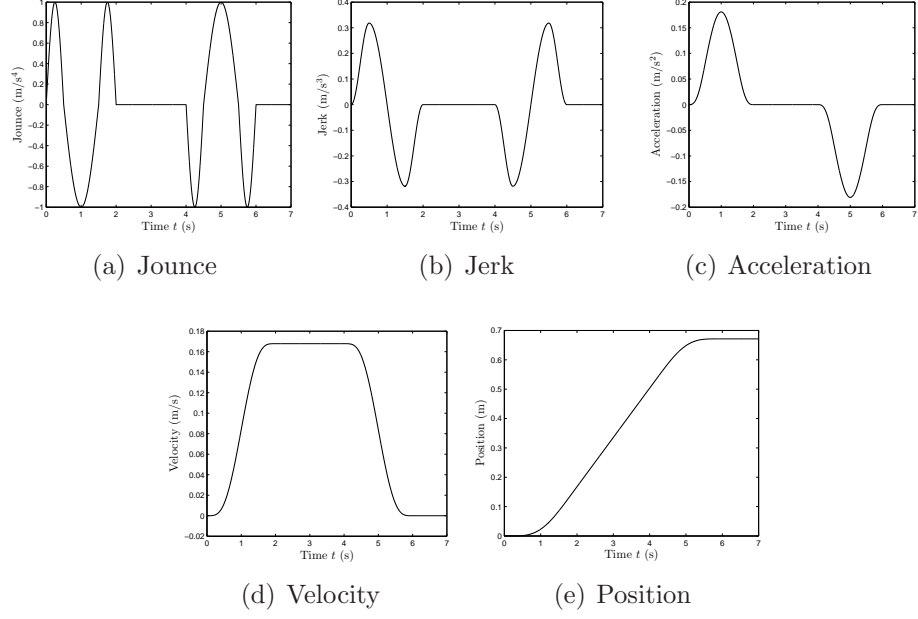 Jounce (m/s⁴)
1
0.8
0.6
0.4
0.2
0
−0.2
−0.4
−0.6
−0.8
−1
0 1 2 3 4 5 6 7
Time t (s)
(a) Jounce
Jerk (m/s³)
0.4
0.3
0.2
0.1
0
−0.1
−0.2
−0.3
−0.4
0 1 2 3 4 5 6 7
Time t (s)
(b) Jerk
Acceleration (m/s²)
0.2
0.15
0.1
0.05
0
−0.05
−0.1
−0.15
−0.2
0 1 2 3 4 5 6 7
Time t (s)
(c) Acceleration
Velocity (m/s)
0.18
0.16
0.14
0.12
0.1
0.08
0.06
0.04
0.02
0
−0.02
0 1 2 3 4 5 6 7
Time t (s)
(d) Velocity
Position (m)
0.7
0.6
0.5
0.4
0.3
0.2
0.1
0
0 1 2 3 4 5 6 7
Time t (s)
(e) Position